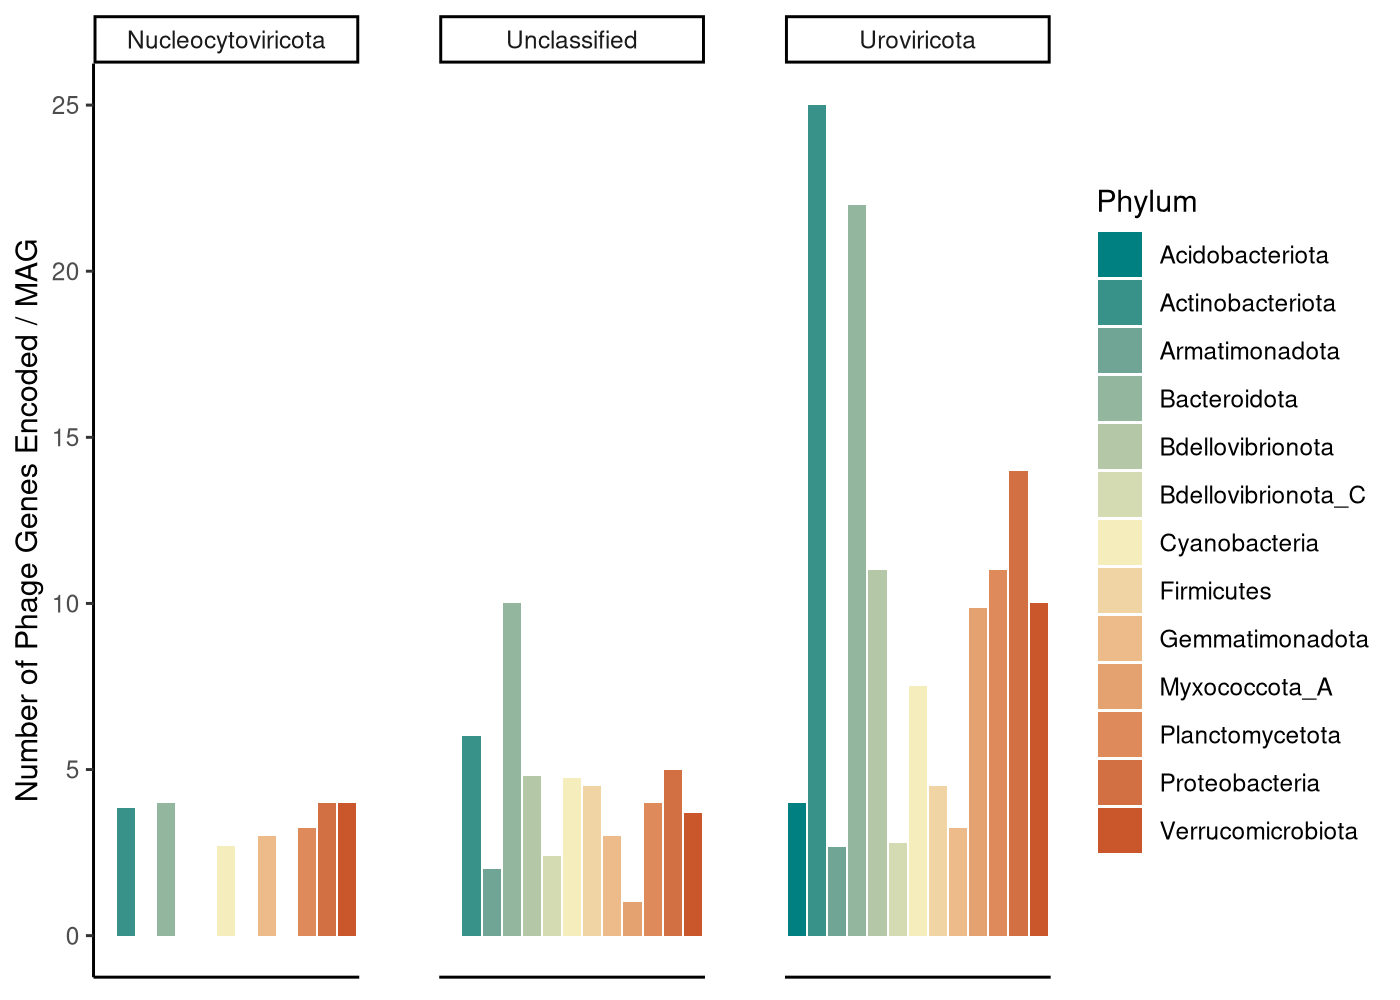 Nucleocytoviricota
Unclassified
Uroviricota
Number of Phage Genes Encoded / MAG
25
20
15
10
5
0
Phylum
Acidobacteriota
Actinobacteriota
Armatimonadota
Bacteroidota
Bdellovibrionota
Bdellovibrionota_C
Cyanobacteria
Firmicutes
Gemmatimonadota
Myxococcota_A
Planctomycetota
Proteobacteria
Verrucomicrobiota